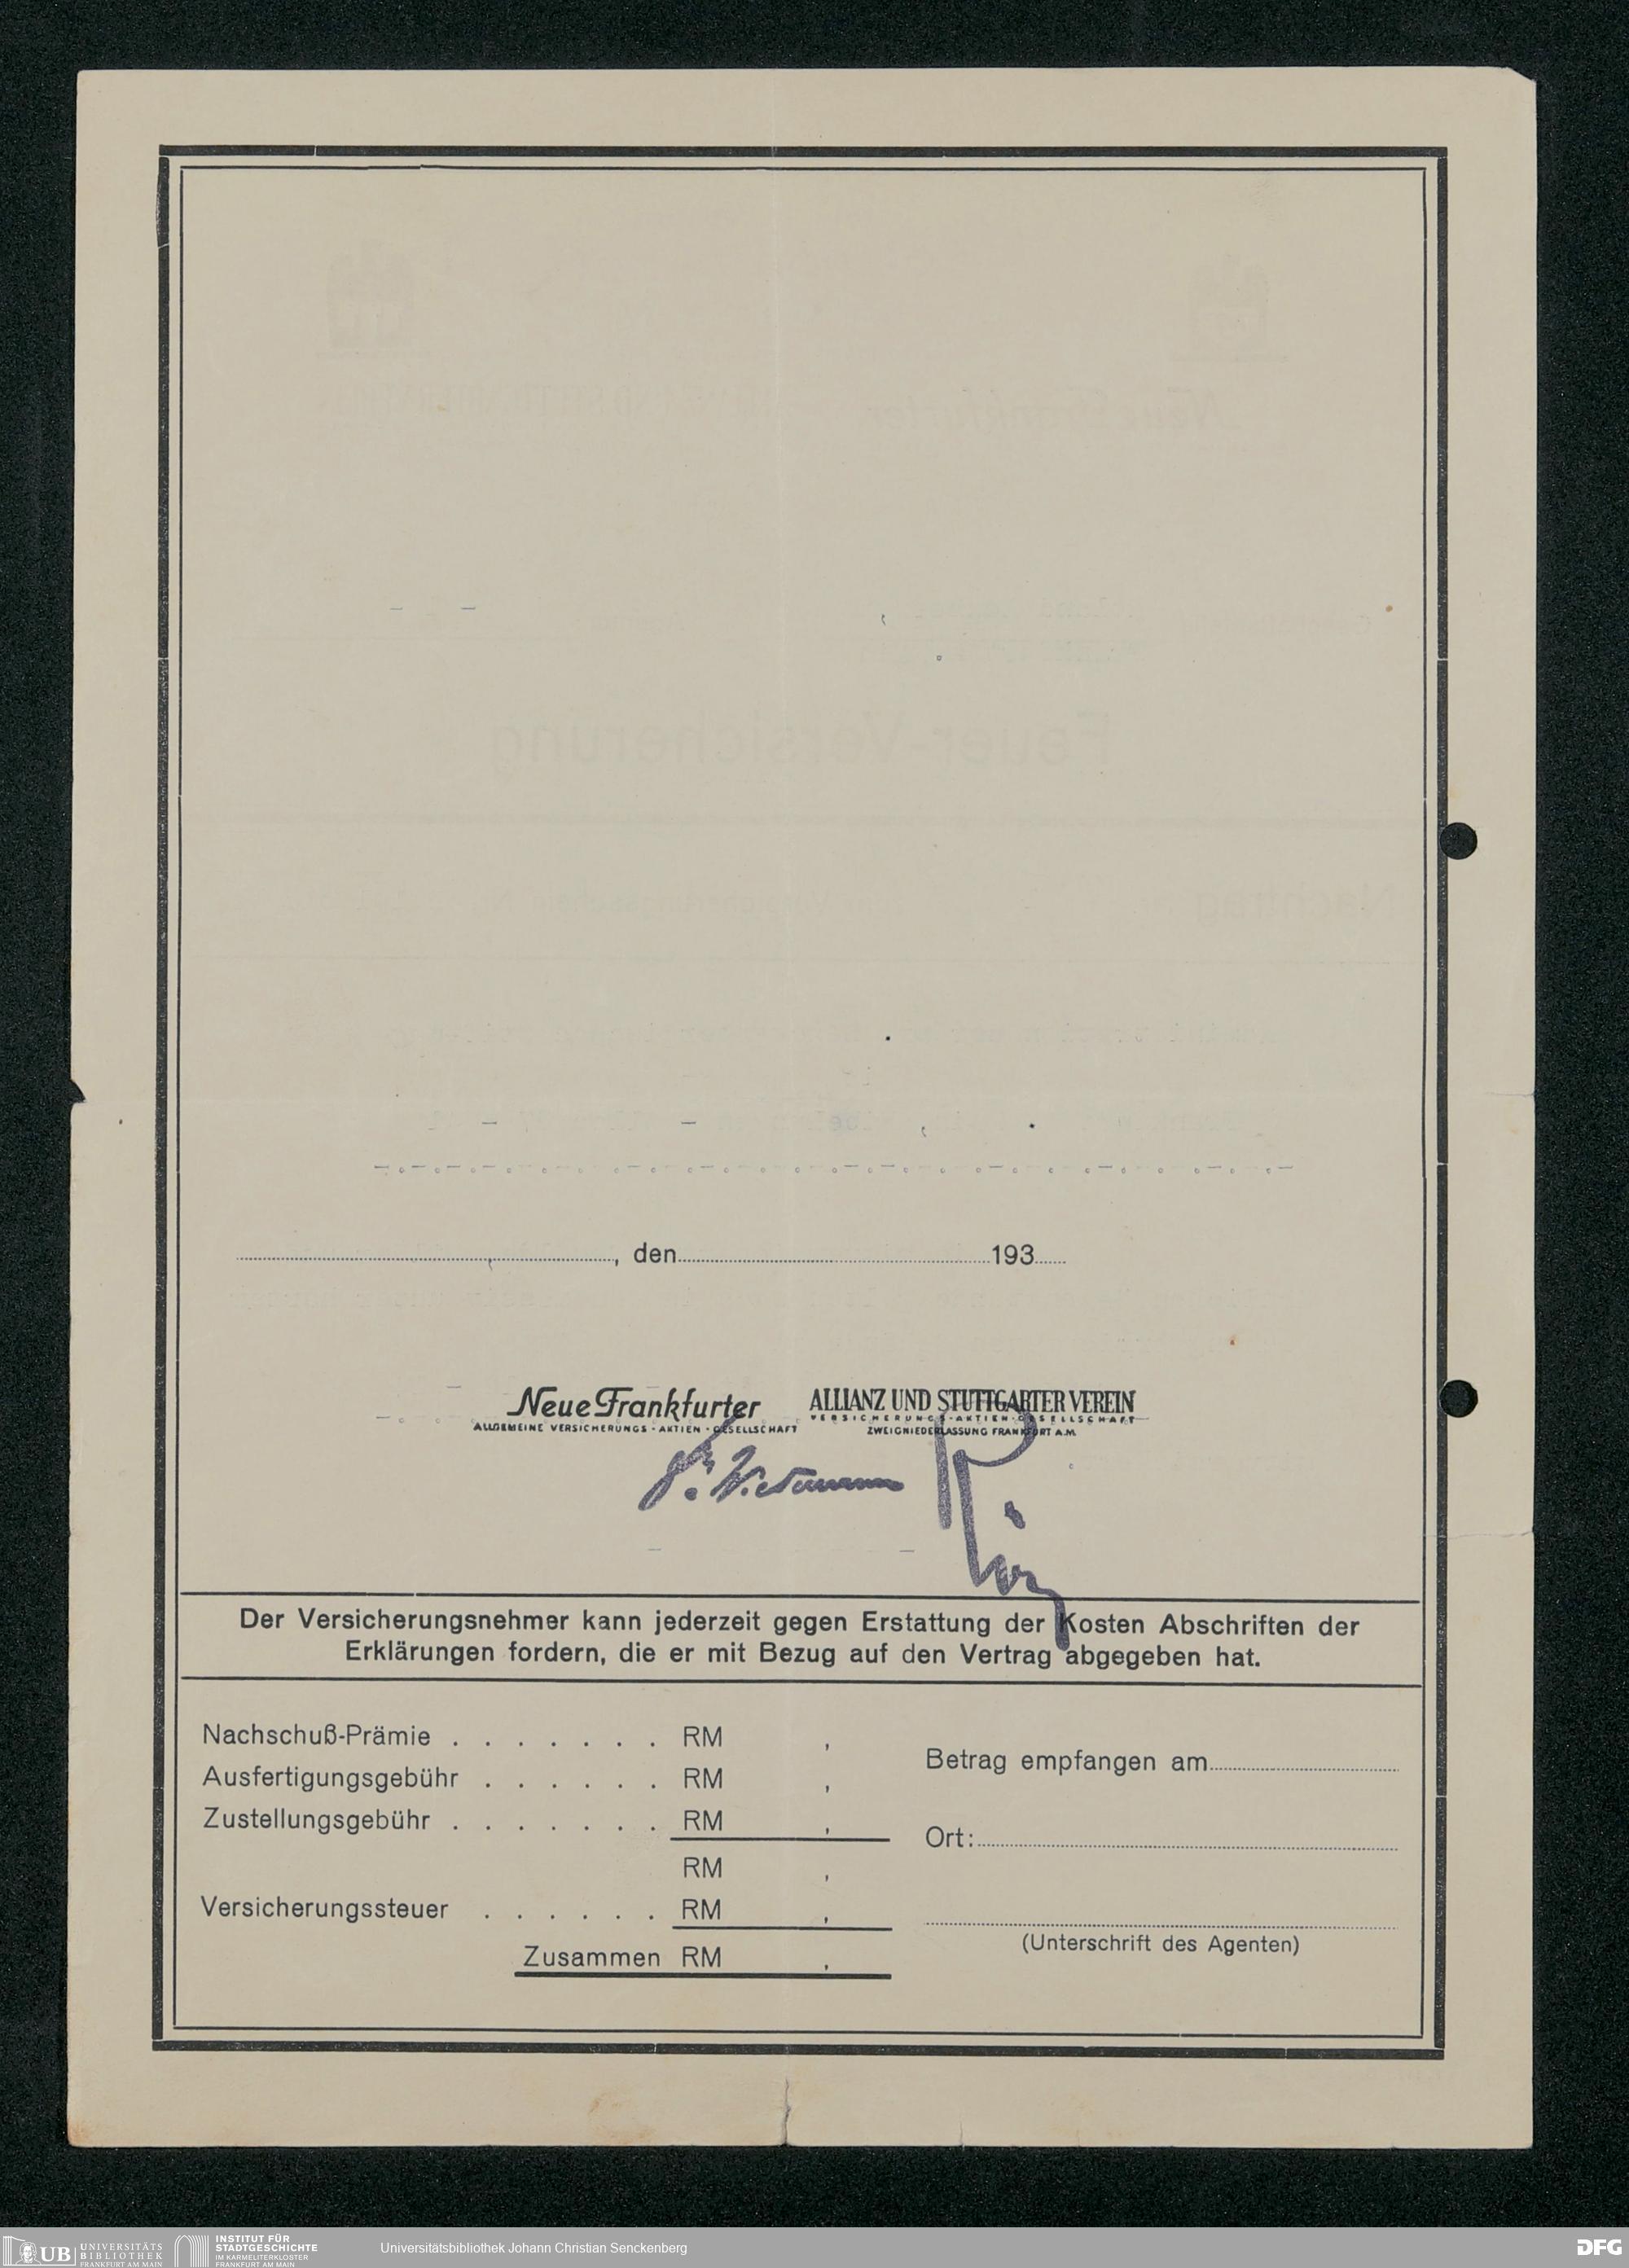 ........................................, den........................................193......
Neue Frankfurter
ALLGEMEINE VERSICHERUNGS - AKTIEN - GESELLSCHAFT
ALLIANZ UND STUTTGARTER VEREIN
VERSICHERUNGS-AKTIEN-GESELLSCHAFT
ZWEIGNIEDERLASSUNG FRANKFURT A.M.
Der Versicherungsnehmer kann jederzeit gegen Erstattung der Kosten Abschriften der
Erklärungen fordern, die er mit Bezug auf den Vertrag abgegeben hat.
Nachschuß-Prämie . . . . . . . RM ,
Ausfertigungsgebühr . . . . . . RM ,
Zustellungsgebühr . . . . . . . RM ,
RM ,
Versicherungssteuer . . . . . . RM ,
Zusammen RM ,
Betrag empfangen am..............................
Ort:..............................
(Unterschrift des Agenten)
UB UNIVERSITÄTS
BIBLIOTHEK
FRANKFURT AM MAIN
INSTITUT FÜR
STADTGESCHICHTE
IM KARMELITERKLOSTER
FRANKFURT AM MAIN
Universitätsbibliothek Johann Christian Senckenberg
DFG